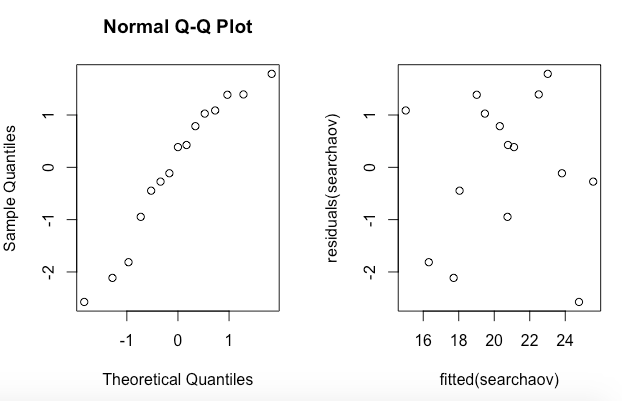 Normal Q-Q Plot
Sample Quantiles
1
0
-1
-2
-1 0 1
Theoretical Quantiles
residuals(searchaov)
1
0
-1
-2
16 18 20 22 24
fitted(searchaov)